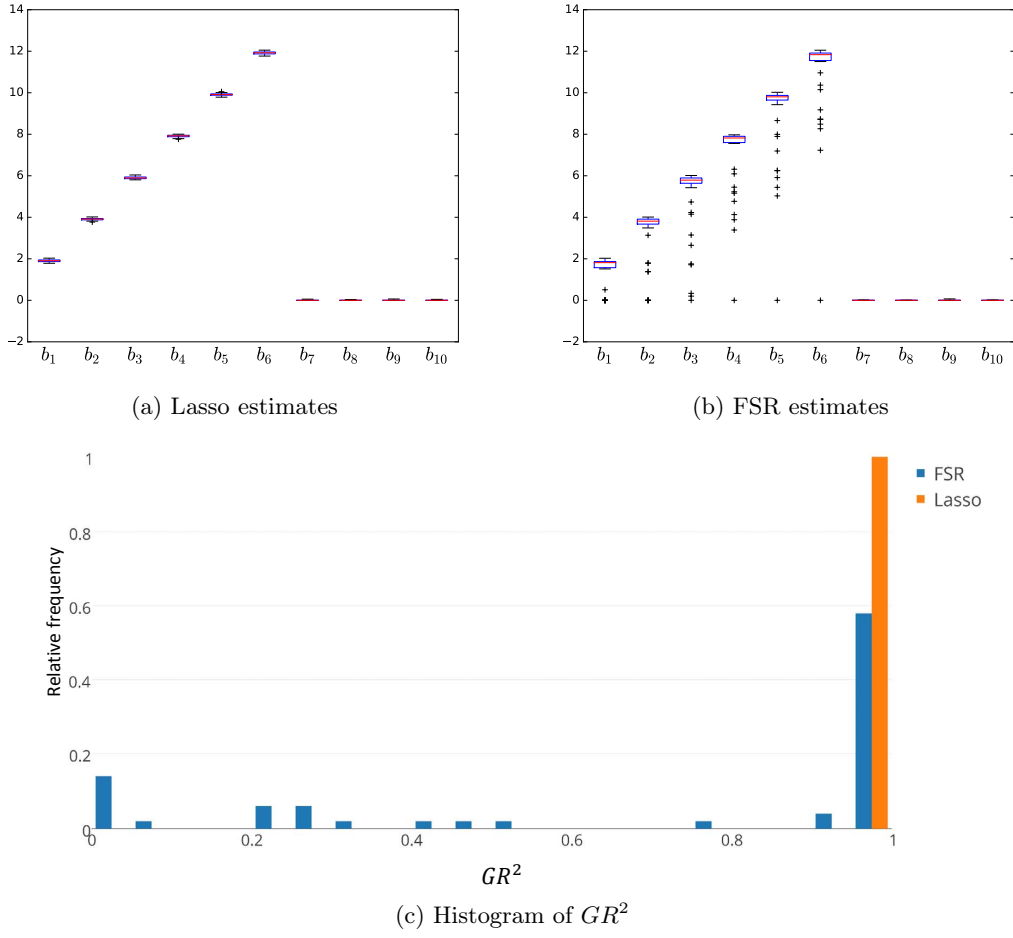 14
12
10
8
6
4
2
0
−2
b₁ b₂ b₃ b₄ b₅ b₆ b₇ b₈ b₉ b₁₀
(a) Lasso estimates
14
12
10
8
6
4
2
0
−2
b₁ b₂ b₃ b₄ b₅ b₆ b₇ b₈ b₉ b₁₀
(b) FSR estimates
Relative frequency
1
0.8
0.6
0.4
0.2
0
0 0.2 0.4 0.6 0.8 1
GR²
FSR
Lasso
(c) Histogram of GR²